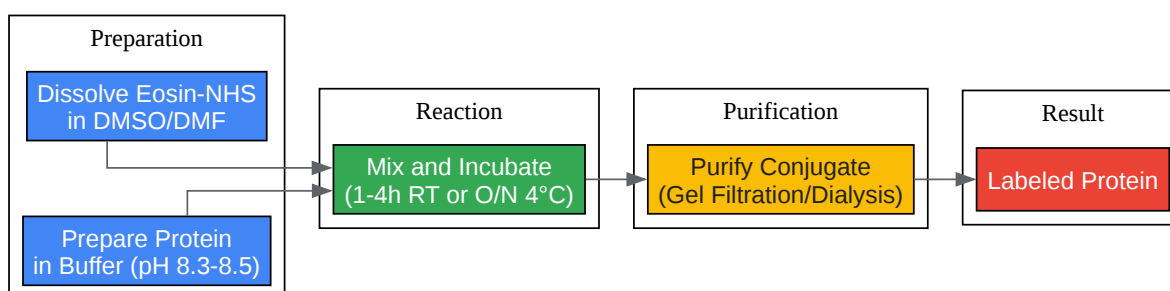 Preparation
Dissolve Eosin-NHS
in DMSO/DMF
Prepare Protein
in Buffer (pH 8.3-8.5)
Reaction
Mix and Incubate
(1-4h RT or O/N 4°C)
Purification
Purify Conjugate
(Gel Filtration/Dialysis)
Result
Labeled Protein